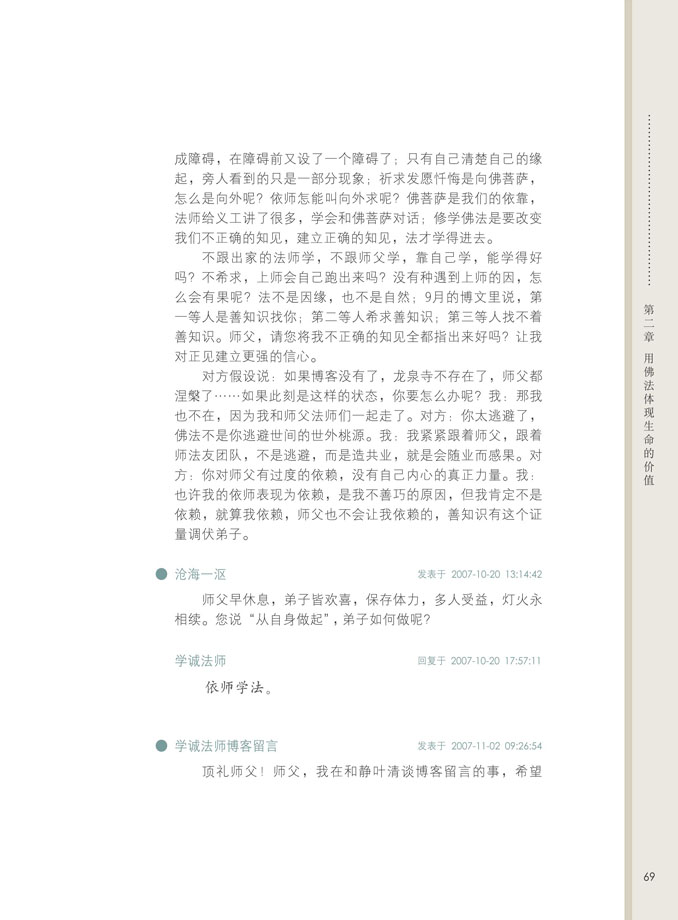 成障碍，在障碍前又设了一个障碍了；只有自己清楚自己的缘
起，旁人看到的只是一部分现象；祈求发愿忏悔是向佛菩萨，
怎么是向外呢？依师怎能叫向外求呢？佛菩萨是我们的依靠，
法师给义工讲了很多，学会和佛菩萨对话；修学佛法是要改变
我们不正确的知见，建立正确的知见，法才学得进去。
不跟出家的法师学，不跟师父学，靠自己学，能学得好
吗？不希求，上师会自己跑出来吗？没有种遇到上师的因，怎
么会有果呢？法不是因缘，也不是自然；9月的博文里说，第
一等人是善知识找你；第二等人希求善知识；第三等人找不着
善知识。师父，请您将我不正确的知见全都指出来好吗？让我
对正见建立更强的信心。
对方假设说：如果博客没有了，龙泉寺不存在了，师父都
涅槃了……如果此刻是这样的状态，你要怎么办呢？我：那我
也不在，因为我和师父法师们一起走了。对方：你太逃避了，
佛法不是你逃避世间的世外桃源。我：我紧紧跟着师父，跟着
师法友团队，不是逃避，而是造共业，就是会随业而感果。对
方：你对师父有过度的依赖，没有自己内心的真正力量。我：
也许我的依师表现为依赖，是我不善巧的原因，但我肯定不是
依赖，就算我依赖，师父也不会让我依赖的，善知识有这个证
量调伏弟子。
沧海一沤 发表于 2007-10-20 13:14:42
师父早休息，弟子皆欢喜，保存体力，多人受益，灯火永
相续。您说“从自身做起”，弟子如何做呢？
学诚法师 回复于 2007-10-20 17:57:11
依师学法。
学诚法师博客留言 发表于 2007-11-02 09:26:54
顶礼师父！师父，我在和静叶清谈博客留言的事，希望
第二章 用佛法体现生命的价值
69